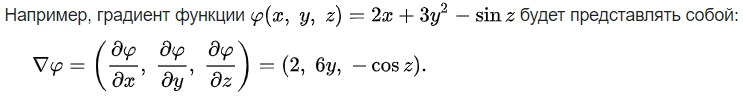 Например, градиент функции φ(x, y, z) = 2x + 3y² − sin z будет представлять собой:
∇φ = (∂φ/∂x, ∂φ/∂y, ∂φ/∂z) = (2, 6y, − cos z).